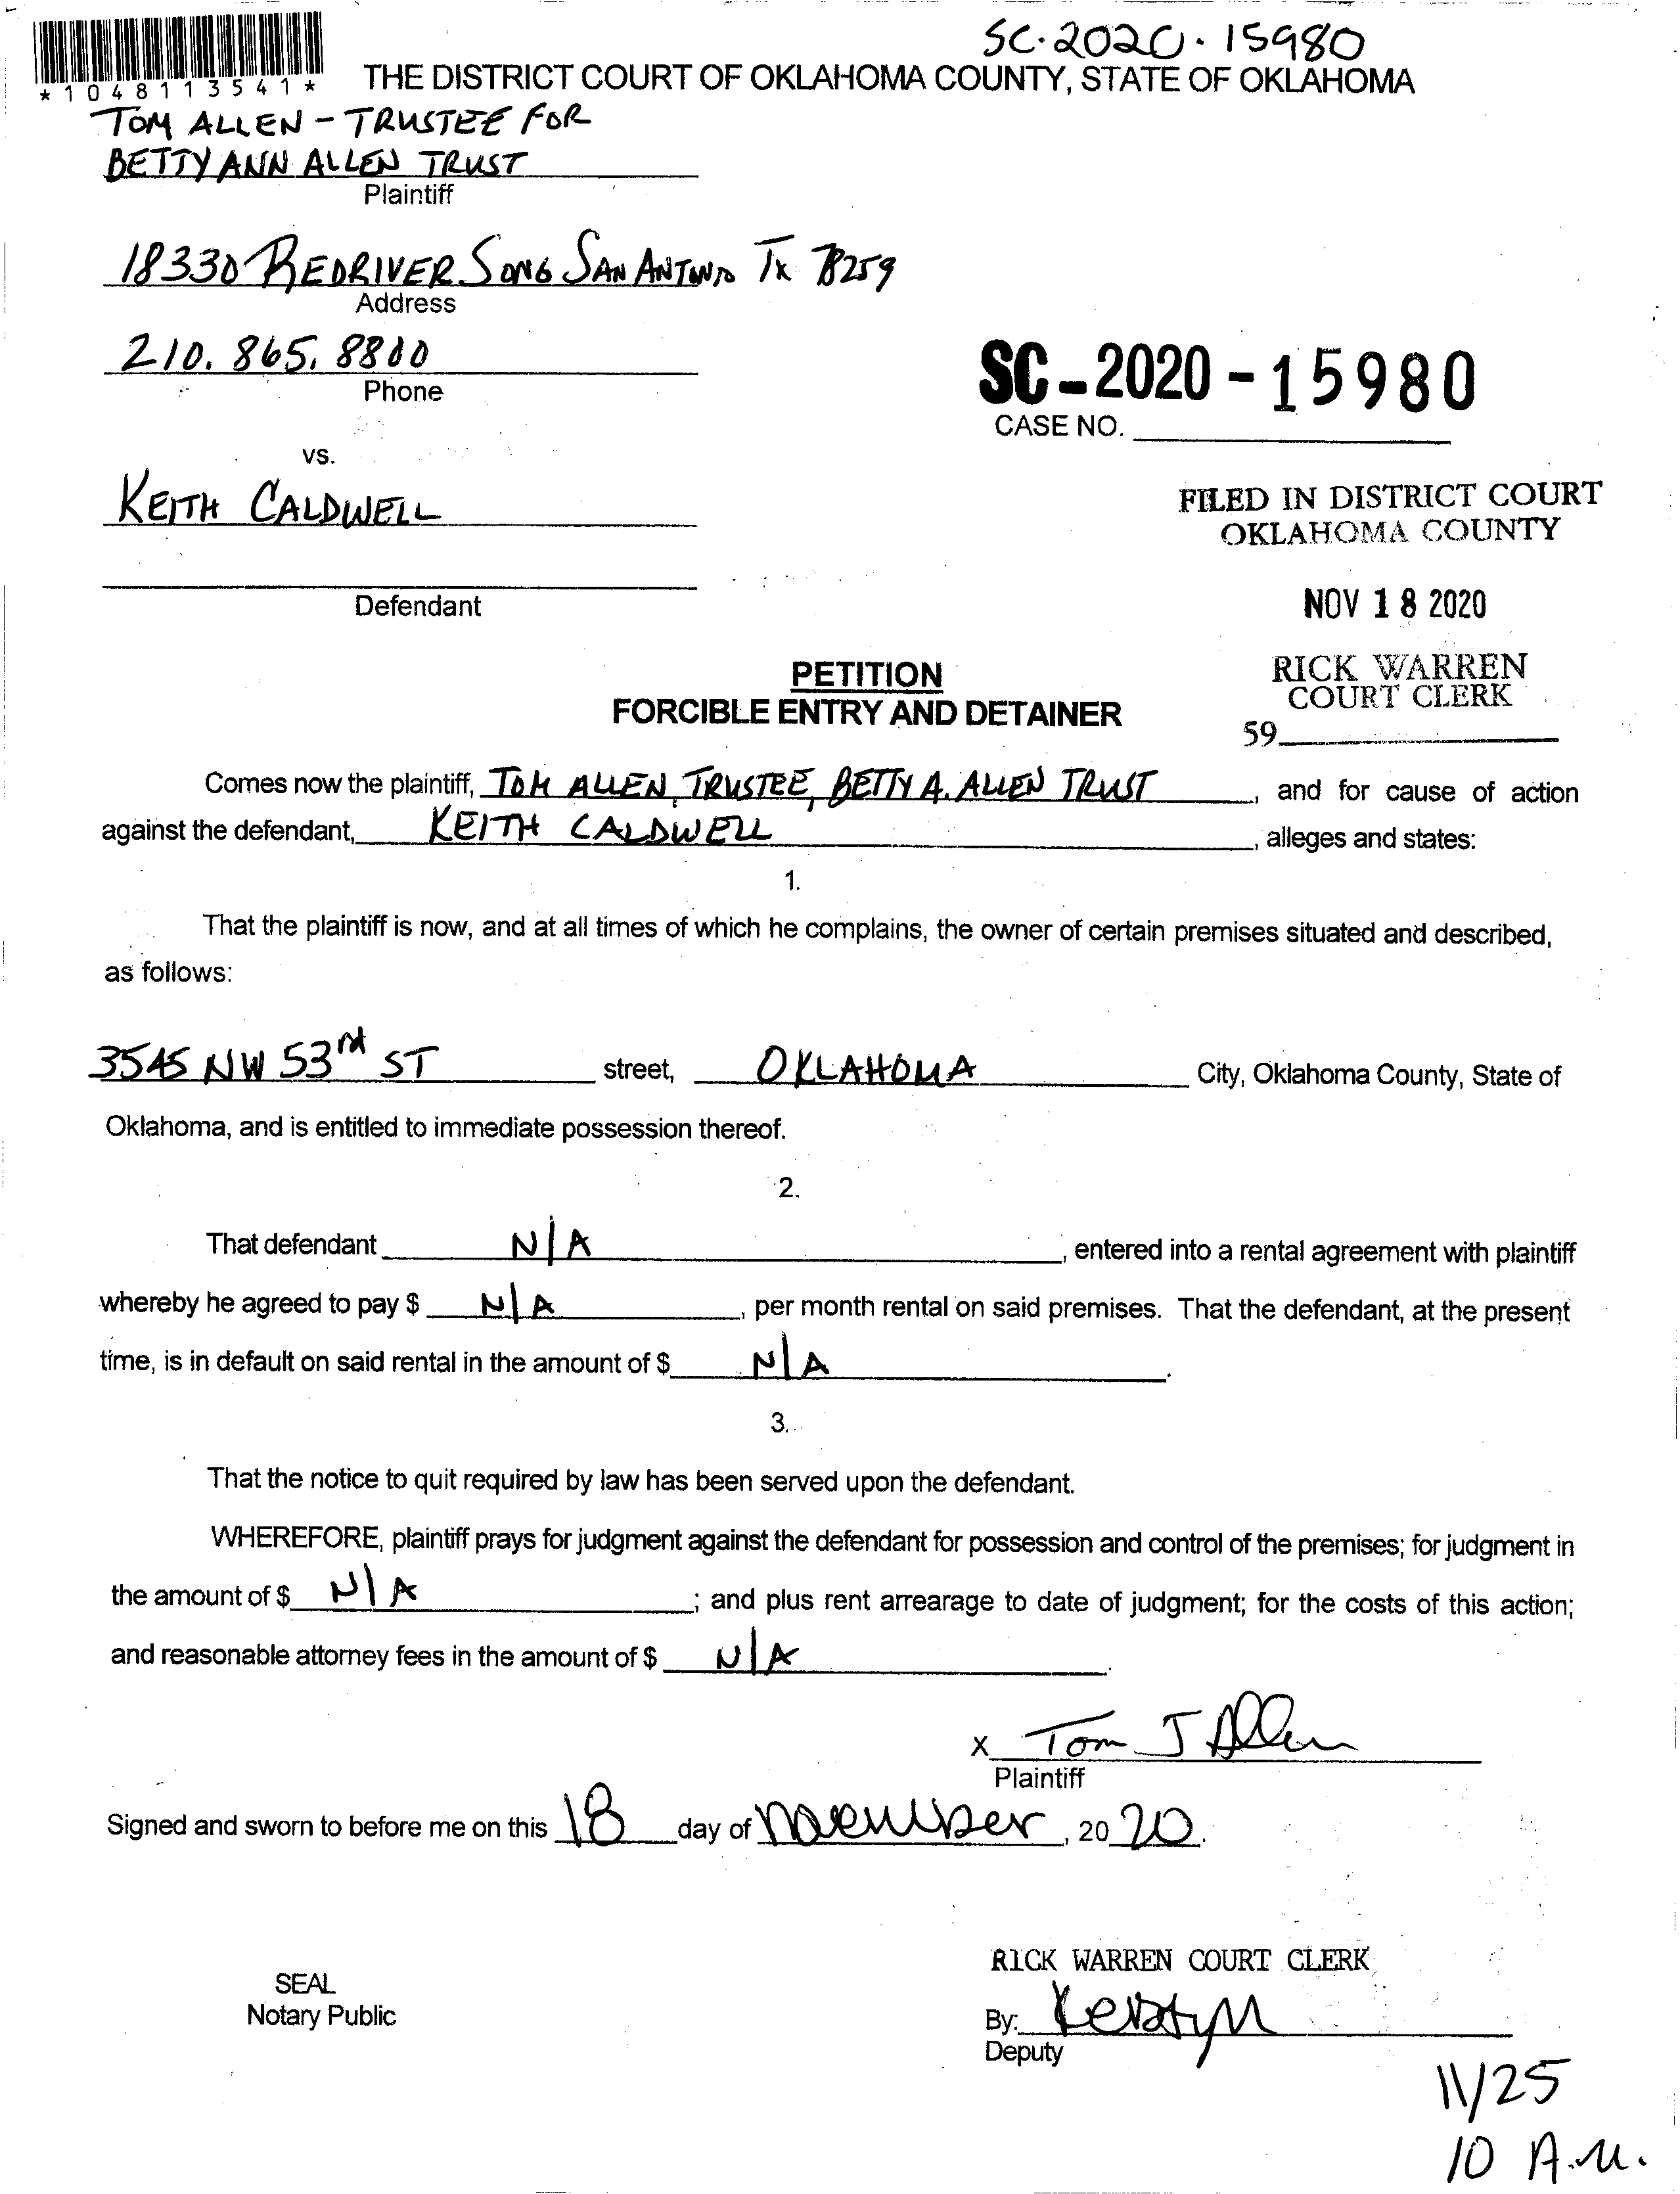 SC·2020·15980
*1048113541*
THE DISTRICT COURT OF OKLAHOMA COUNTY, STATE OF OKLAHOMA
TOM ALLEN - TRUSTEE FOR
BETTY ANN ALLEN TRUST
Plaintiff
18330 REDRIVER SONG SAN ANTONIO TX 78259
Address
210. 865. 8800
Phone
SC-2020-15980
CASE NO.
vs.
KEITH CALDWELL
FILED IN DISTRICT COURT
OKLAHOMA COUNTY
Defendant
NOV 18 2020
PETITION
FORCIBLE ENTRY AND DETAINER
RICK WARREN
COURT CLERK
59
Comes now the plaintiff, TOM ALLEN, TRUSTEE, BETTY A. ALLEN TRUST, and for cause of action
against the defendant, KEITH CALDWELL, alleges and states:
1.
That the plaintiff is now, and at all times of which he complains, the owner of certain premises situated and described,
as follows:
3545 NW 53rd ST street, OKLAHOMA City, Oklahoma County, State of
Oklahoma, and is entitled to immediate possession thereof.
2.
That defendant N/A, entered into a rental agreement with plaintiff
whereby he agreed to pay $ N/A, per month rental on said premises. That the defendant, at the present
time, is in default on said rental in the amount of $ N/A.
3.
That the notice to quit required by law has been served upon the defendant.
WHEREFORE, plaintiff prays for judgment against the defendant for possession and control of the premises; for judgment in
the amount of $ N/A; and plus rent arrearage to date of judgment; for the costs of this action;
and reasonable attorney fees in the amount of $ N/A.
X Tom J Allen
Plaintiff
Signed and sworn to before me on this 18 day of November, 2020.
RICK WARREN COURT CLERK
SEAL
Notary Public
By:
Deputy
11/25
10 A.M.